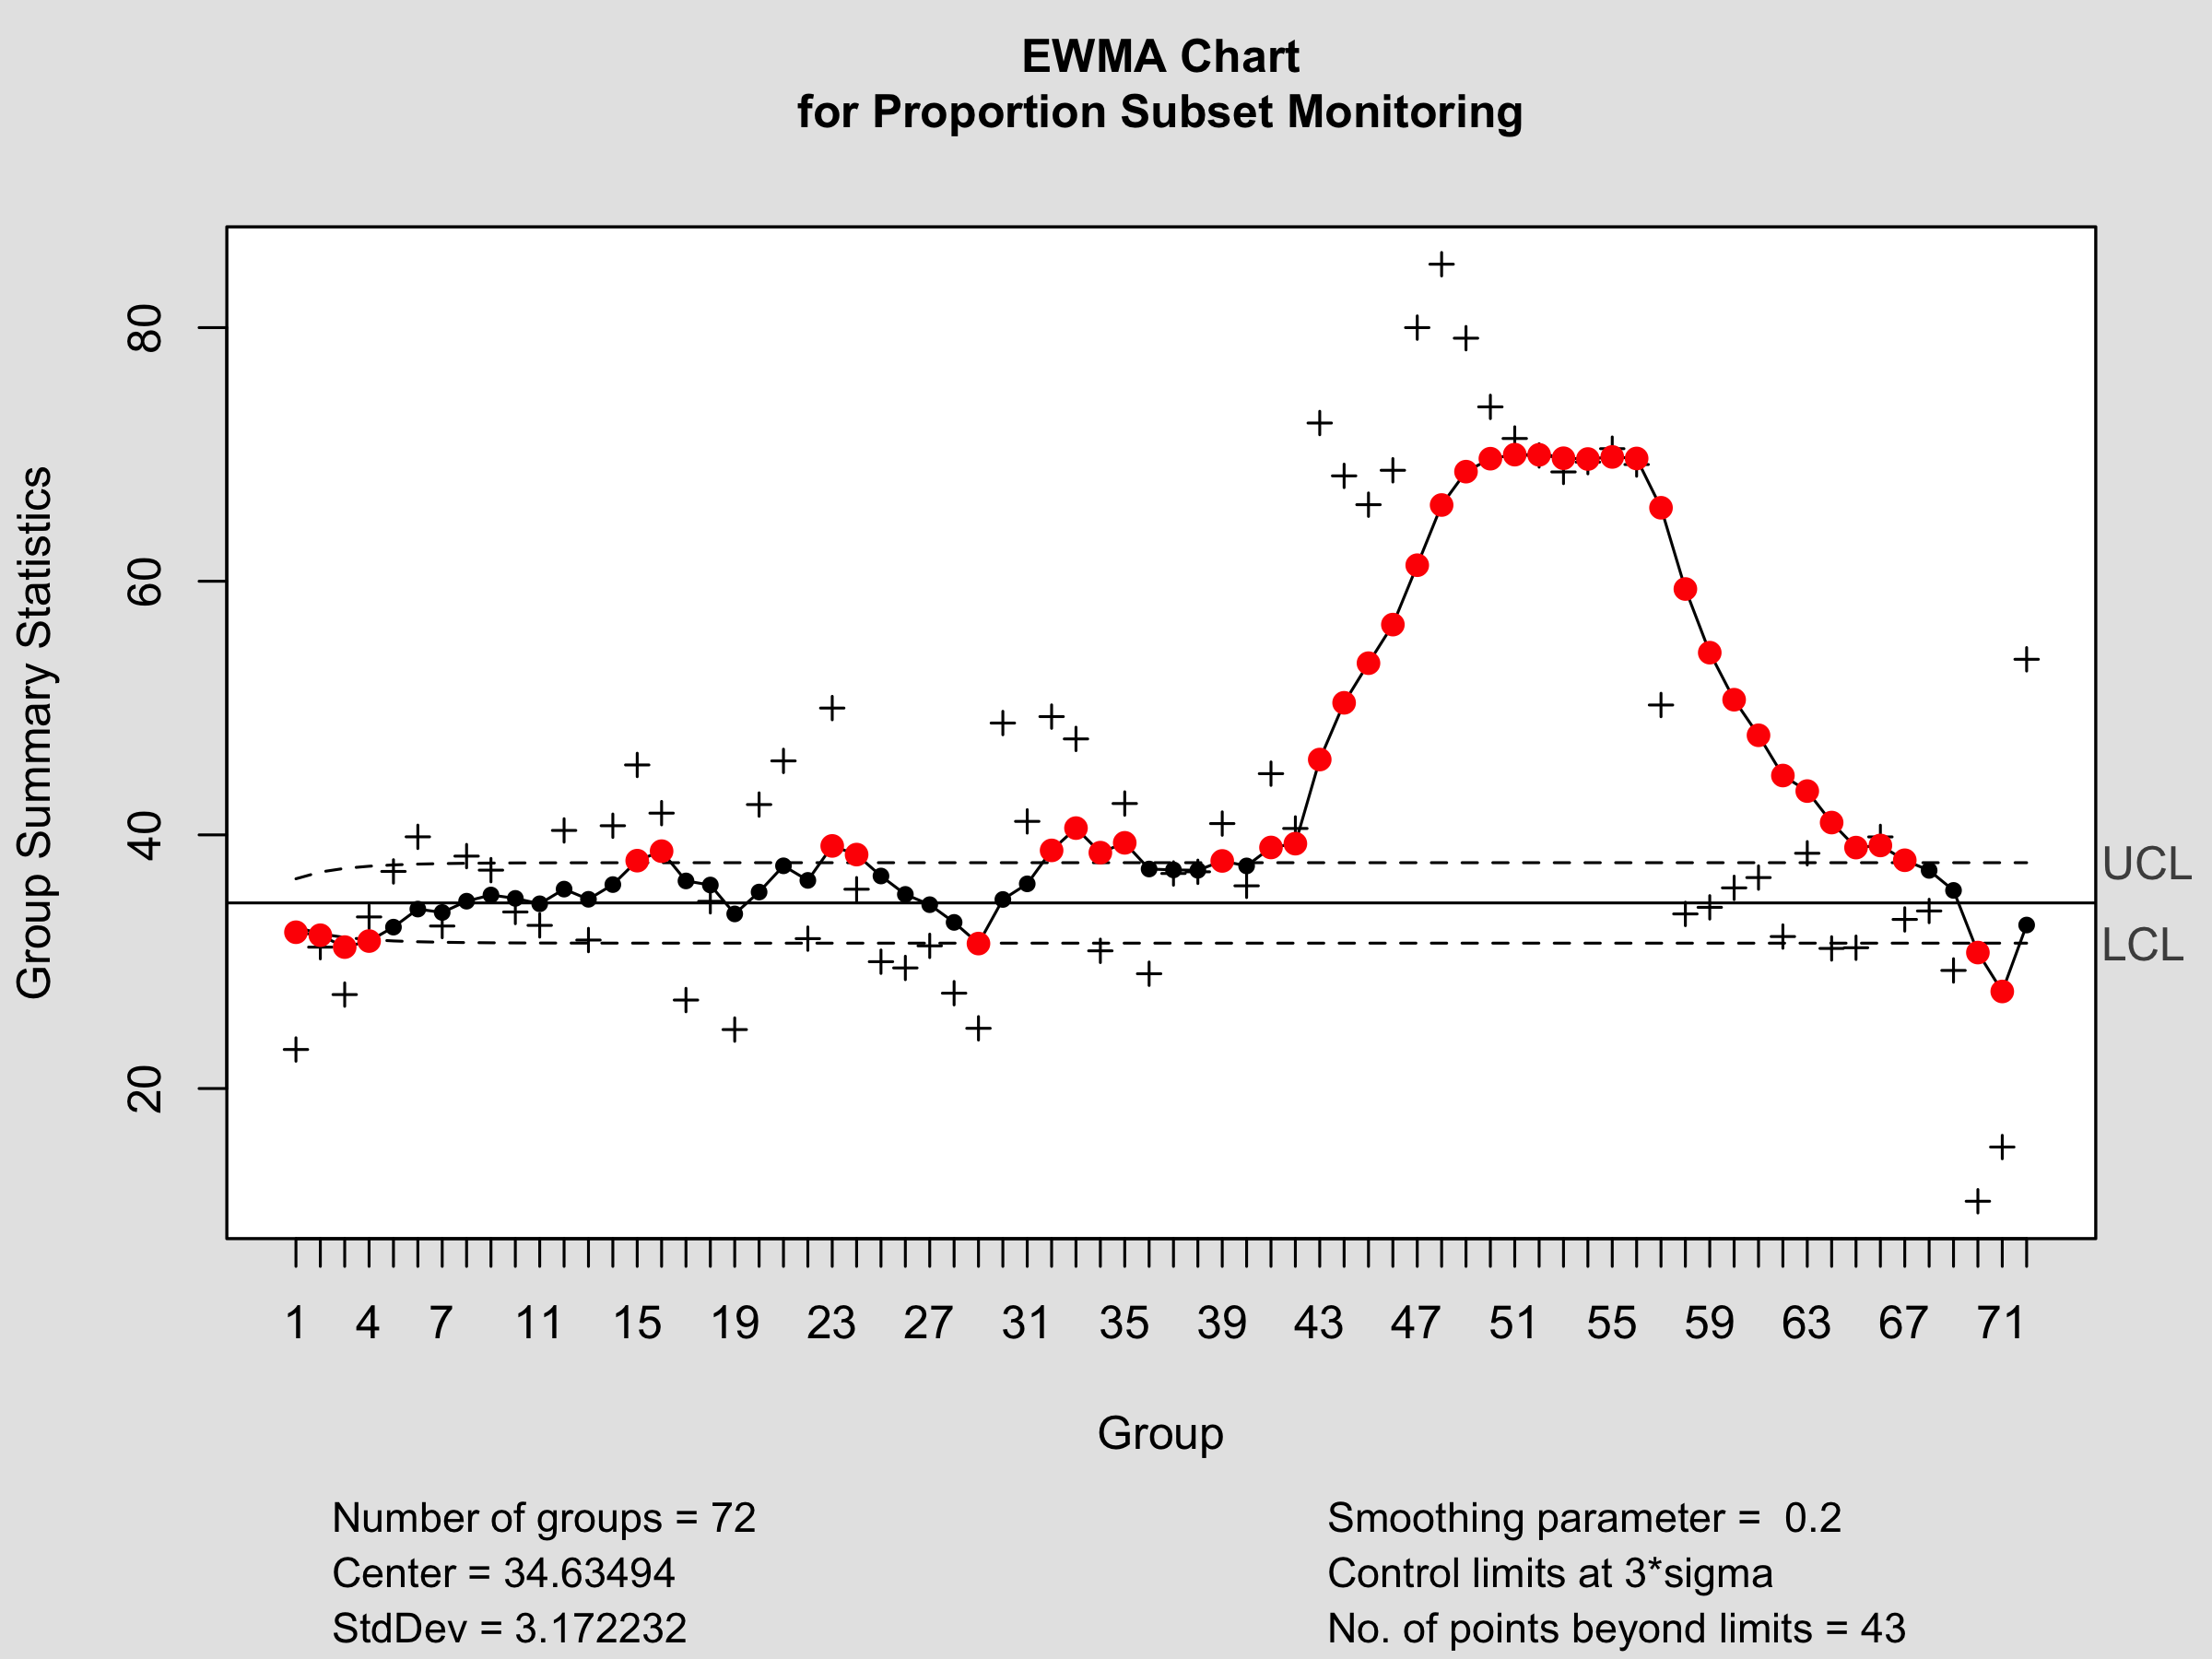 EWMA Chart
for Proportion Subset Monitoring
Group Summary Statistics
80
60
40
20
UCL
LCL
1 4 7 11 15 19 23 27 31 35 39 43 47 51 55 59 63 67 71
Group
Number of groups = 72
Center = 34.63494
StdDev = 3.172232
Smoothing parameter = 0.2
Control limits at 3*sigma
No. of points beyond limits = 43